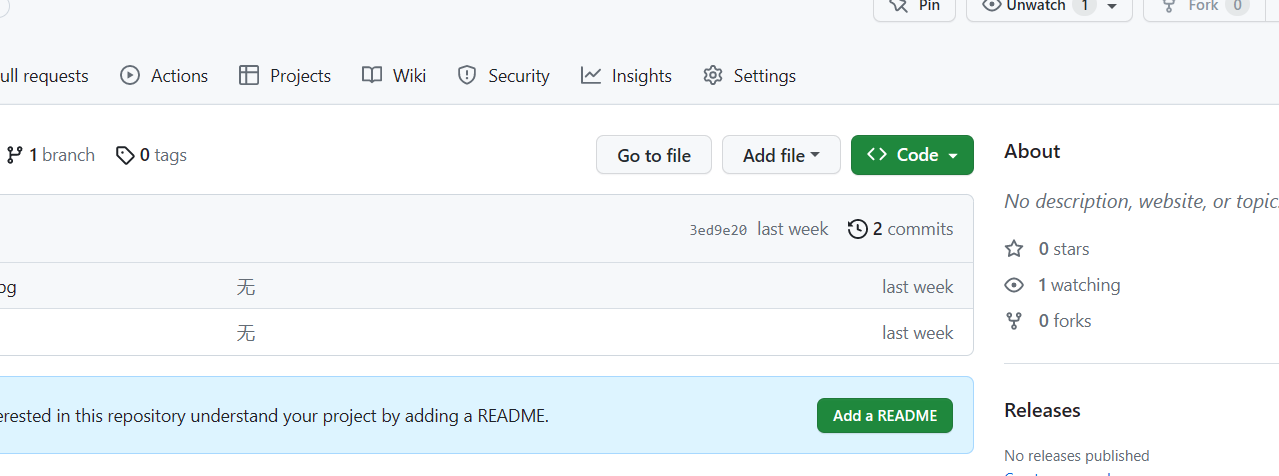 Pin Unwatch 1 Fork 0
ull requests Actions Projects Wiki Security Insights Settings
1 branch 0 tags Go to file Add file Code
About
No description, website, or topic
3ed9e20 last week 2 commits
0 stars
og 无 last week
1 watching
0 forks
无 last week
erested in this repository understand your project by adding a README. Add a README
Releases
No releases published